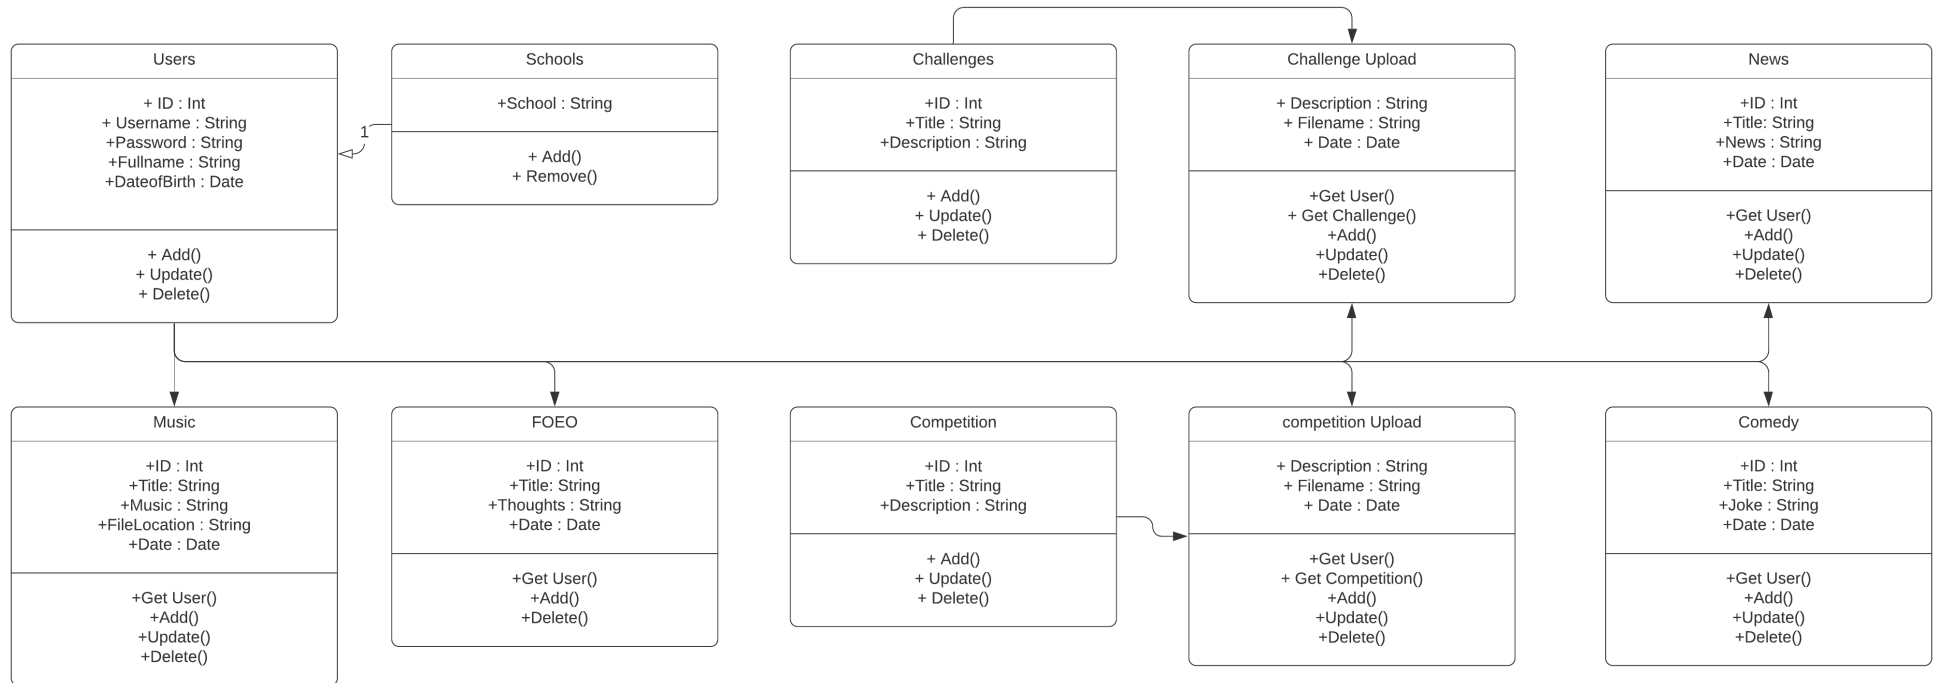 Users
+ ID : Int
+ Username : String
+Password : String
+Fullname : String
+DateofBirth : Date
+ Add()
+ Update()
+ Delete()
1
Schools
+School : String
+ Add()
+ Remove()
Challenges
+ID : Int
+Title : String
+Description : String
+ Add()
+ Update()
+ Delete()
Challenge Upload
+ Description : String
+ Filename : String
+ Date : Date
+Get User()
+ Get Challenge()
+Add()
+Update()
+Delete()
News
+ID : Int
+Title: String
+News : String
+Date : Date
+Get User()
+Add()
+Update()
+Delete()
Music
+ID : Int
+Title: String
+Music : String
+FileLocation : String
+Date : Date
+Get User()
+Add()
+Update()
+Delete()
FOEO
+ID : Int
+Title: String
+Thoughts : String
+Date : Date
+Get User()
+Add()
+Delete()
Competition
+ID : Int
+Title : String
+Description : String
+ Add()
+ Update()
+ Delete()
competition Upload
+ Description : String
+ Filename : String
+ Date : Date
+Get User()
+ Get Competition()
+Add()
+Update()
+Delete()
Comedy
+ID : Int
+Title: String
+Joke : String
+Date : Date
+Get User()
+Add()
+Update()
+Delete()